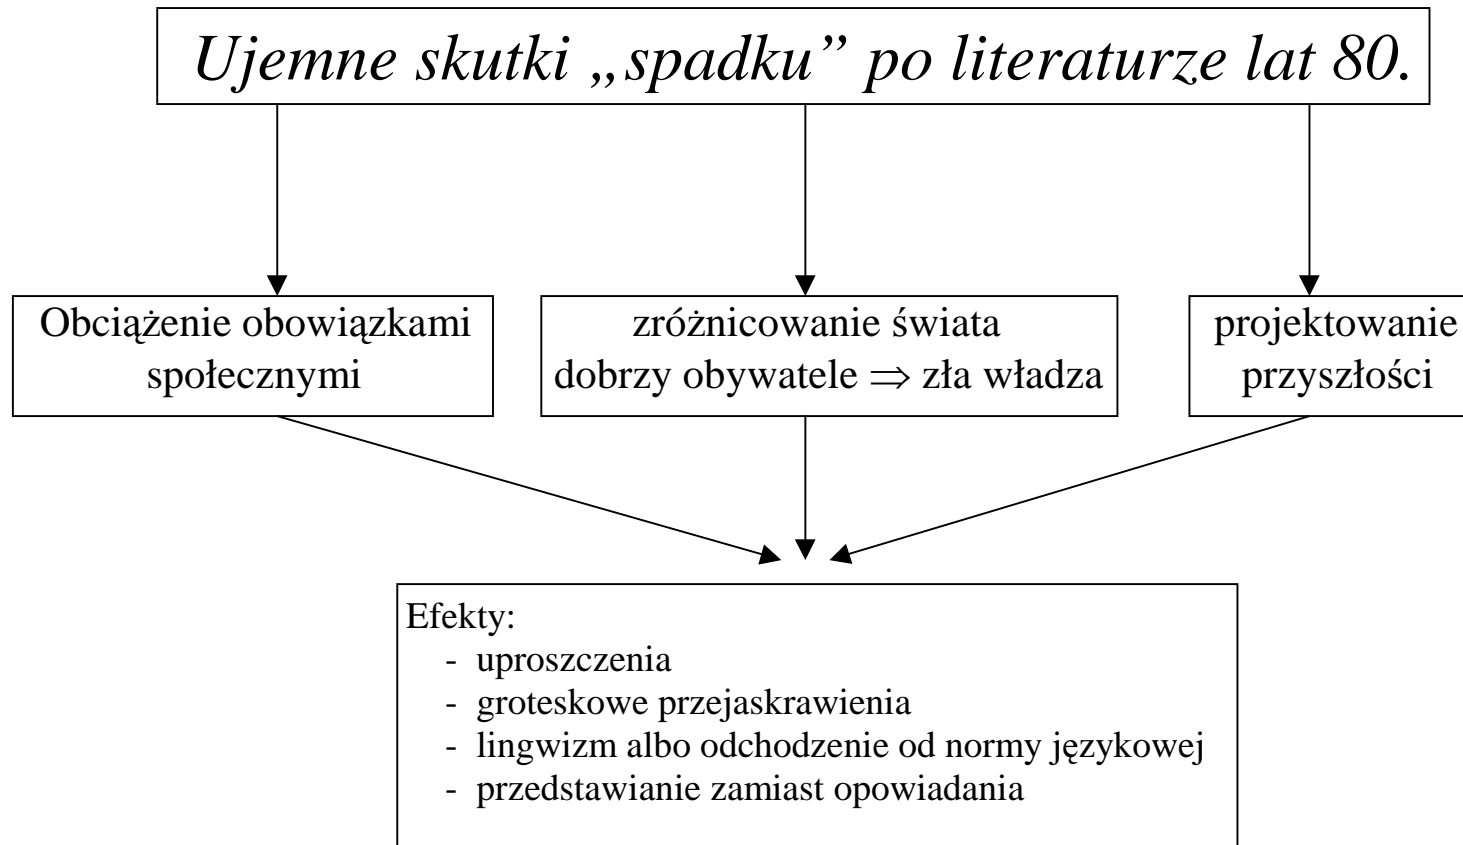 Ujemne skutki „spadku” po literaturze lat 80.
Obciążenie obowiązkami
społecznymi
zróżnicowanie świata
dobrzy obywatele ⇒ zła władza
projektowanie
przyszłości
Efekty:
- uproszczenia
- groteskowe przejaskrawienia
- lingwizm albo odchodzenie od normy językowej
- przedstawianie zamiast opowiadania